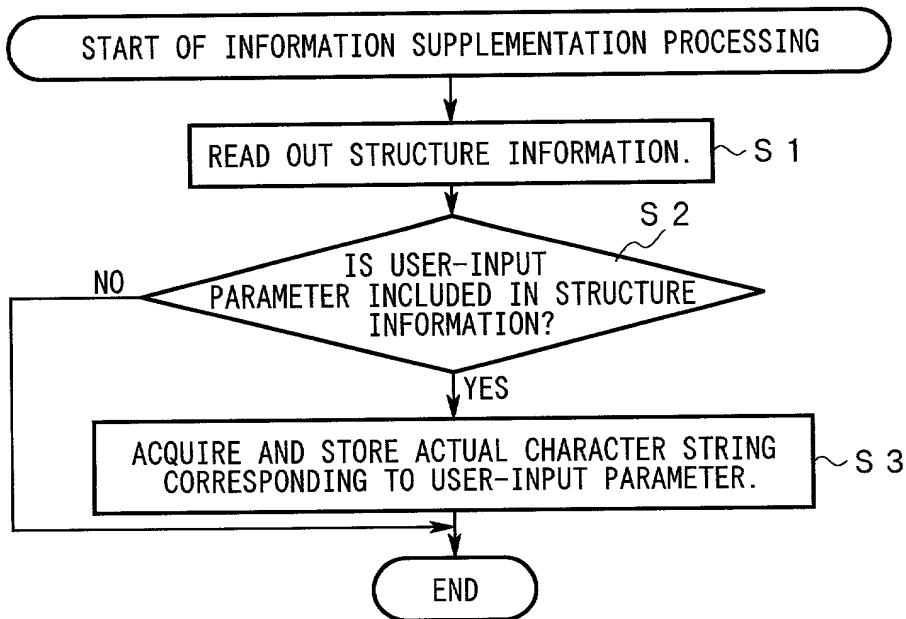 START OF INFORMATION SUPPLEMENTATION PROCESSING
READ OUT STRUCTURE INFORMATION.
S 1
S 2
IS USER-INPUT
PARAMETER INCLUDED IN STRUCTURE
INFORMATION?
NO
YES
ACQUIRE AND STORE ACTUAL CHARACTER STRING
CORRESPONDING TO USER-INPUT PARAMETER.
S 3
END